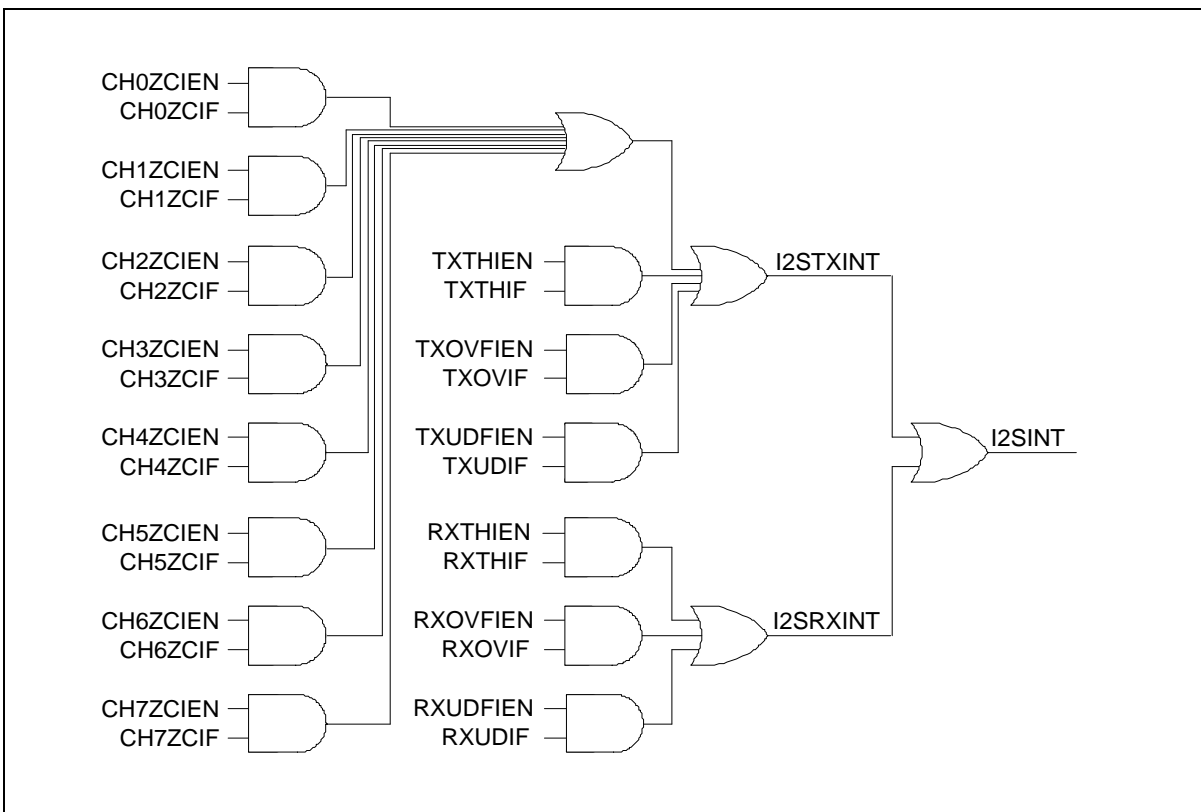 CH0ZCIEN
CH0ZCIF
CH1ZCIEN
CH1ZCIF
CH2ZCIEN
CH2ZCIF
CH3ZCIEN
CH3ZCIF
CH4ZCIEN
CH4ZCIF
CH5ZCIEN
CH5ZCIF
CH6ZCIEN
CH6ZCIF
CH7ZCIEN
CH7ZCIF
TXTHIEN
TXTHIF
TXOVFIEN
TXOVIF
TXUDFIEN
TXUDIF
RXTHIEN
RXTHIF
RXOVFIEN
RXOVIF
RXUDFIEN
RXUDIF
I2STXINT
I2SRXINT
I2SINT